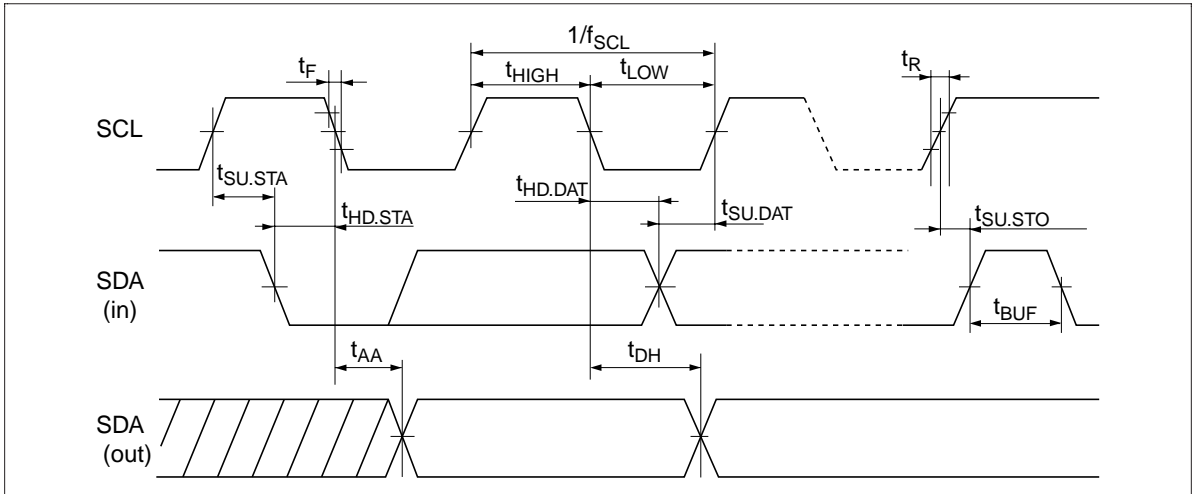 1/fSCL
tF
tHIGH
tLOW
tR
SCL
tSU.STA
tHD.DAT
tHD.STA
tSU.DAT
tSU.STO
SDA
(in)
tBUF
tAA
tDH
SDA
(out)